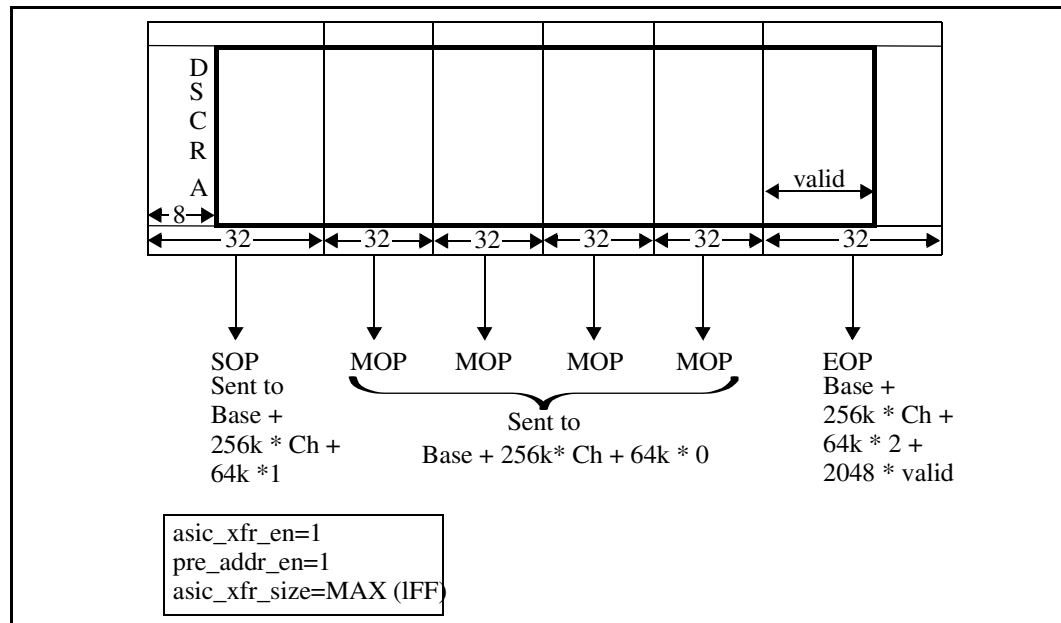 D
S
C
R
A
valid
8
32 32 32 32 32 32
SOP
Sent to
Base +
256k * Ch +
64k *1
MOP MOP MOP MOP
Sent to
Base + 256k* Ch + 64k * 0
EOP
Base +
256k * Ch +
64k * 2 +
2048 * valid
asic_xfr_en=1
pre_addr_en=1
asic_xfr_size=MAX (lFF)